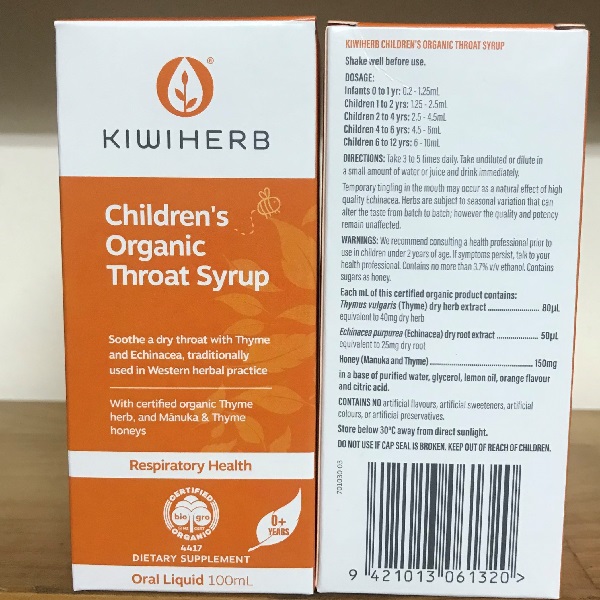 KIWIHERB
Children's
Organic
Throat Syrup
Soothe a dry throat with Thyme
and Echinacea, traditionally
used in Western herbal practice
With certified organic Thyme
herb, and Mānuka & Thyme
honeys
Respiratory Health
CERTIFIED
bio gro
ORGANIC
4417
0+
YEARS
DIETARY SUPPLEMENT
Oral Liquid 100mL
KIWIHERB CHILDREN'S ORGANIC THROAT SYRUP
Shake well before use.
DOSAGE:
Infants 0 to 1 yr: 0.2 - 1.25mL
Children 1 to 2 yrs: 1.25 - 2.5mL
Children 2 to 4 yrs: 2.5 - 4.5mL
Children 4 to 6 yrs: 4.5 - 6mL
Children 6 to 12 yrs: 6 - 10mL
DIRECTIONS: Take 3 to 5 times daily. Take undiluted or dilute in
a small amount of water or juice and drink immediately.
Temporary tingling in the mouth may occur as a natural effect of high
quality Echinacea. Herbs are subject to seasonal variation that can
alter the taste from batch to batch; however the quality and potency
remain unaffected.
WARNINGS: We recommend consulting a health professional prior to
use in children under 2 years of age. If symptoms persist, talk to your
health professional. Contains no more than 3.7% v/v ethanol. Contains
sugars as honey.
Each mL of this certified organic product contains:
Thymus vulgaris (Thyme) dry herb extract ........................ 80µL
equivalent to 40mg dry herb
Echinacea purpurea (Echinacea) dry root extract ................ 50µL
equivalent to 25mg dry root
Honey (Manuka and Thyme) ........................................ 150mg
in a base of purified water, glycerol, lemon oil, orange flavour
and citric acid.
CONTAINS NO artificial flavours, artificial sweeteners, artificial
colours, or artificial preservatives.
Store below 30°C away from direct sunlight.
DO NOT USE IF CAP SEAL IS BROKEN. KEEP OUT OF REACH OF CHILDREN.
701030 03
9 421013 061320 >